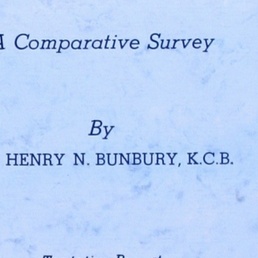 A Comparative Survey
By
HENRY N. BUNBURY, K.C.B.